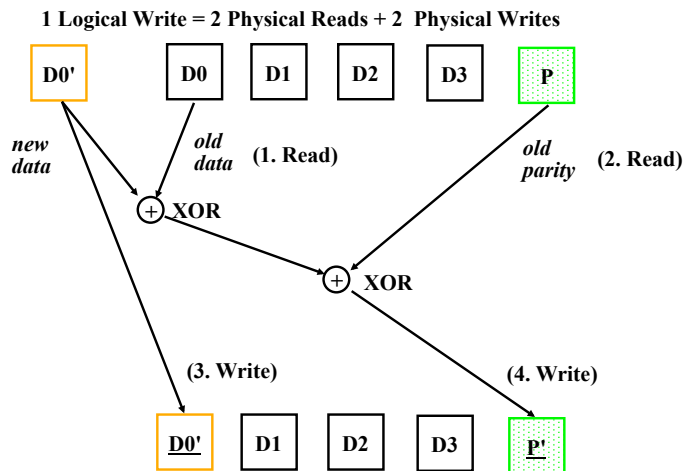 1 Logical Write = 2 Physical Reads + 2 Physical Writes
D0' D0 D1 D2 D3 P
new data
old data
(1. Read)
old parity
(2. Read)
+ XOR
+ XOR
(3. Write)
(4. Write)
D0' D1 D2 D3 P'